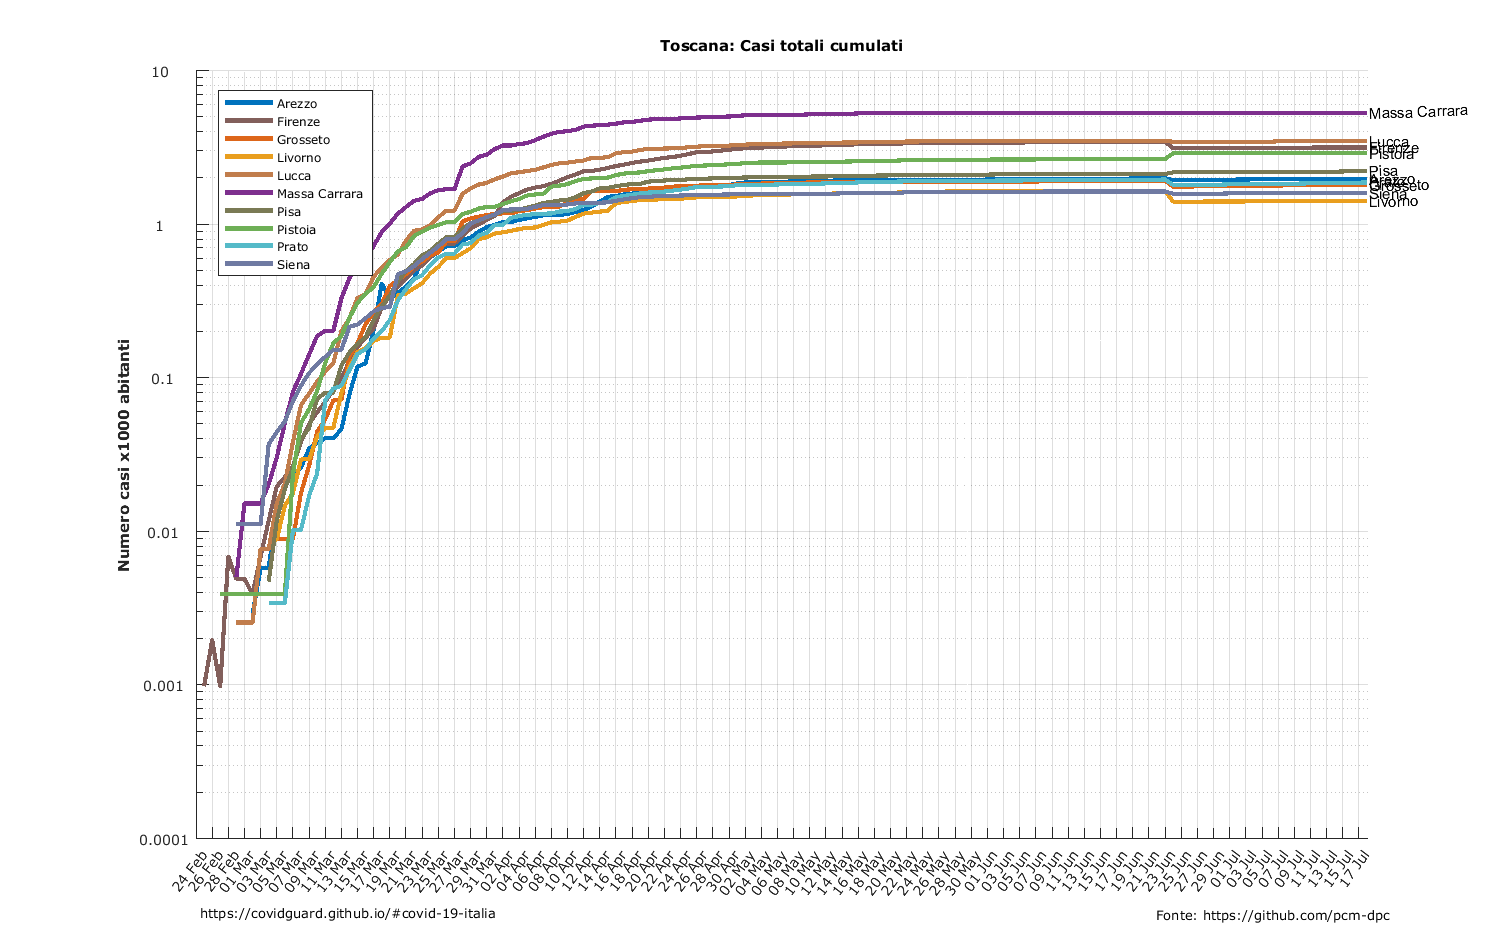 Toscana: Casi totali cumulati
10
1
0.1
0.01
0.001
0.0001
Numero casi x1000 abitanti
Arezzo
Firenze
Grosseto
Livorno
Lucca
Massa Carrara
Pisa
Pistoia
Prato
Siena
Massa Carrara
Lucca
Firenze
Pistoia
Pisa
Arezzo
Grosseto
Siena
Livorno
24 Feb
26 Feb
28 Feb
01 Mar
03 Mar
05 Mar
07 Mar
09 Mar
11 Mar
13 Mar
15 Mar
17 Mar
19 Mar
21 Mar
23 Mar
25 Mar
27 Mar
29 Mar
31 Mar
02 Apr
04 Apr
06 Apr
08 Apr
10 Apr
12 Apr
14 Apr
16 Apr
18 Apr
20 Apr
22 Apr
24 Apr
26 Apr
28 Apr
30 Apr
02 May
04 May
06 May
08 May
10 May
12 May
14 May
16 May
18 May
20 May
22 May
24 May
26 May
28 May
30 May
01 Jun
03 Jun
05 Jun
07 Jun
09 Jun
11 Jun
13 Jun
15 Jun
17 Jun
19 Jun
21 Jun
23 Jun
25 Jun
27 Jun
29 Jun
01 Jul
03 Jul
05 Jul
07 Jul
09 Jul
11 Jul
13 Jul
15 Jul
17 Jul
https://covidguard.github.io/#covid-19-italia
Fonte: https://github.com/pcm-dpc